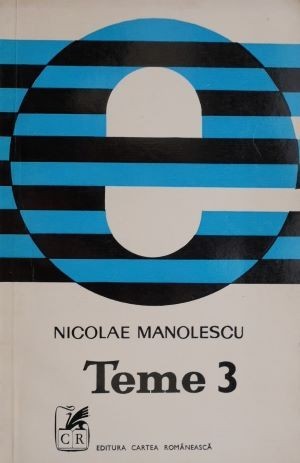 e
NICOLAE MANOLESCU
Teme 3
CR
EDITURA CARTEA ROMÂNEASCĂ